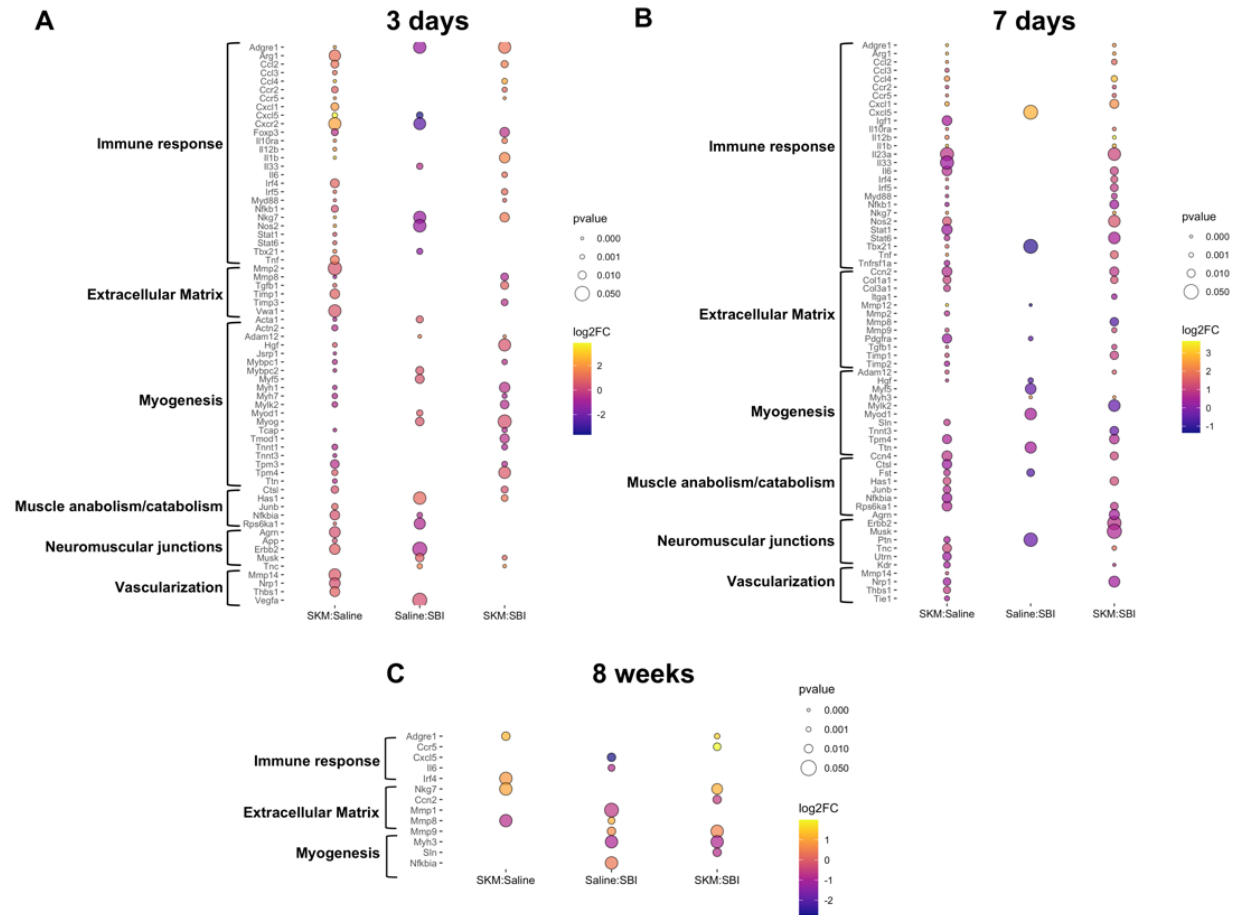 A
3 days
Immune response
Extracellular Matrix
Myogenesis
Muscle anabolism/catabolism
Neuromuscular junctions
Vascularization
Adgre1
Arg1
Ccl2
Ccl3
Ccl4
Ccr2
Ccr5
Cxcl1
Cxcl5
Cxcr2
Foxp3
Il10ra
Il12b
Il1b
Il33
Il6
Irf4
Irf5
Myd88
Nfkb1
Nkg7
Nos2
Stat1
Stat6
Tbx21
Tnf
Mmp2
Mmp8
Tgfb1
Timp1
Timp3
Vwa1
Acta1
Actn2
Adam12
Hgf
Jsrp1
Mybpc1
Mybpc2
Myf5
Myh1
Myh7
Mylk2
Myod1
Myog
Tcap
Tmod1
Tnnt1
Tnnt3
Tpm3
Tpm4
Ttn
Ctsl
Has1
Junb
Nfkbia
Rps6ka1
Agrn
App
Erbb2
Musk
Tnc
Mmp14
Nrp1
Thbs1
Vegfa
SKM:Saline
Saline:SBI
SKM:SBI
pvalue
0.000
0.001
0.010
0.050
log2FC
2
0
-2
B
7 days
Immune response
Extracellular Matrix
Myogenesis
Muscle anabolism/catabolism
Neuromuscular junctions
Vascularization
Adgre1
Arg1
Ccl2
Ccl3
Ccl4
Ccr2
Ccr5
Cxcl1
Cxcl5
Igf1
Il10ra
Il12b
Il1b
Il23a
Il33
Il6
Irf4
Irf5
Myd88
Nfkb1
Nkg7
Nos2
Stat1
Stat6
Tbx21
Tnf
Tnfrsf1a
Ccn2
Col1a1
Col3a1
Itga1
Mmp12
Mmp2
Mmp8
Mmp9
Pdgfra
Tgfb1
Timp1
Timp2
Adam12
Hgf
Myf5
Myh3
Mylk2
Myod1
Sln
Tnnt3
Tpm4
Ttn
Ccn4
Ctsl
Fst
Has1
Junb
Nfkbia
Rps6ka1
Agrn
Erbb2
Musk
Ptn
Tnc
Utrn
Kdr
Mmp14
Nrp1
Thbs1
Tie1
SKM:Saline
Saline:SBI
SKM:SBI
pvalue
0.000
0.001
0.010
0.050
log2FC
3
2
1
0
-1
C
8 weeks
Immune response
Extracellular Matrix
Myogenesis
Adgre1
Ccr5
Cxcl5
Il6
Irf4
Nkg7
Ccn2
Mmp1
Mmp8
Mmp9
Myh3
Sln
Nfkbia
SKM:Saline
Saline:SBI
SKM:SBI
pvalue
0.000
0.001
0.010
0.050
log2FC
1
0
-1
-2